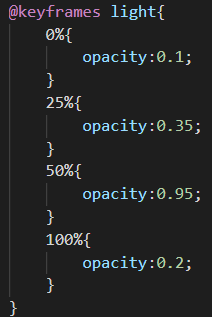 @keyframes light{
    0%{
        opacity:0.1;
    }
    25%{
        opacity:0.35;
    }
    50%{
        opacity:0.95;
    }
    100%{
        opacity:0.2;
    }
}